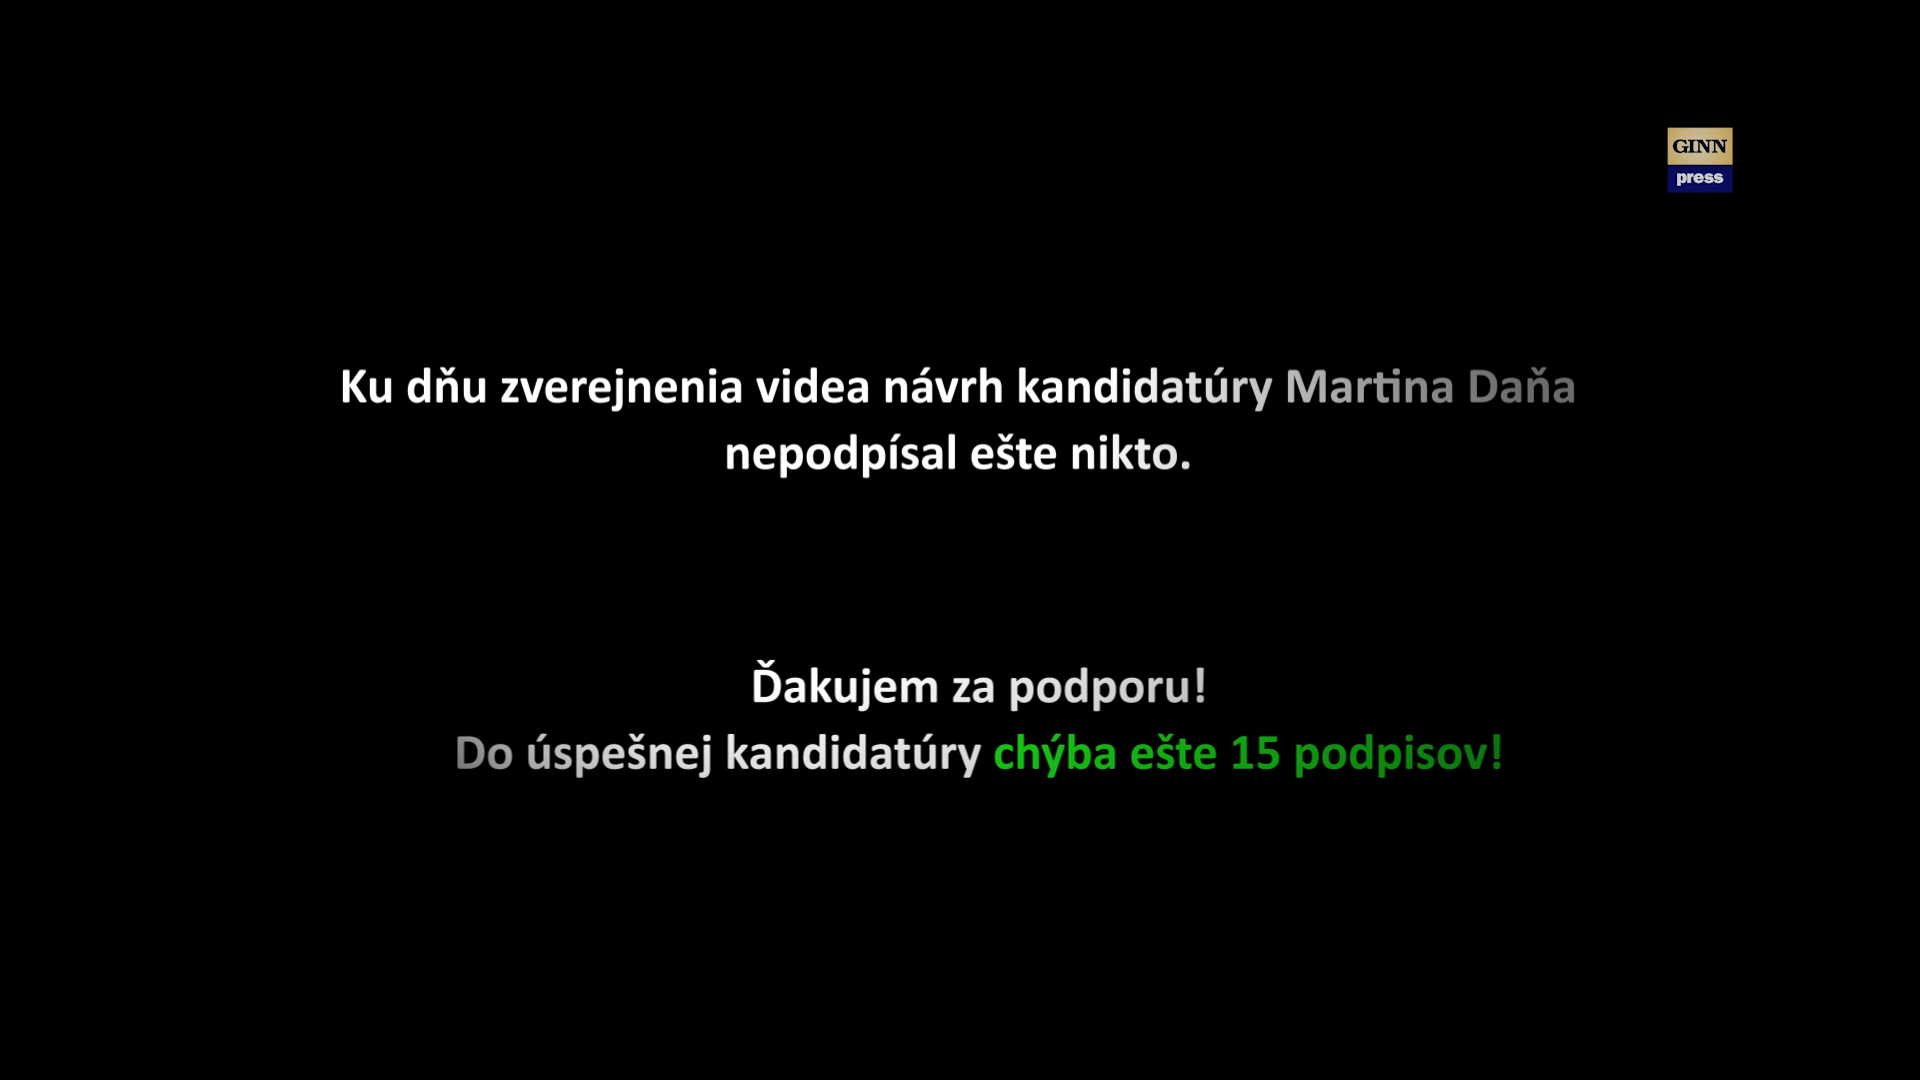 GINN
press
Ku dňu zverejnenia videa návrh kandidatúry Martina Daňa
nepodpísal ešte nikto.
Ďakujem za podporu!
Do úspešnej kandidatúry chýba ešte 15 podpisov!